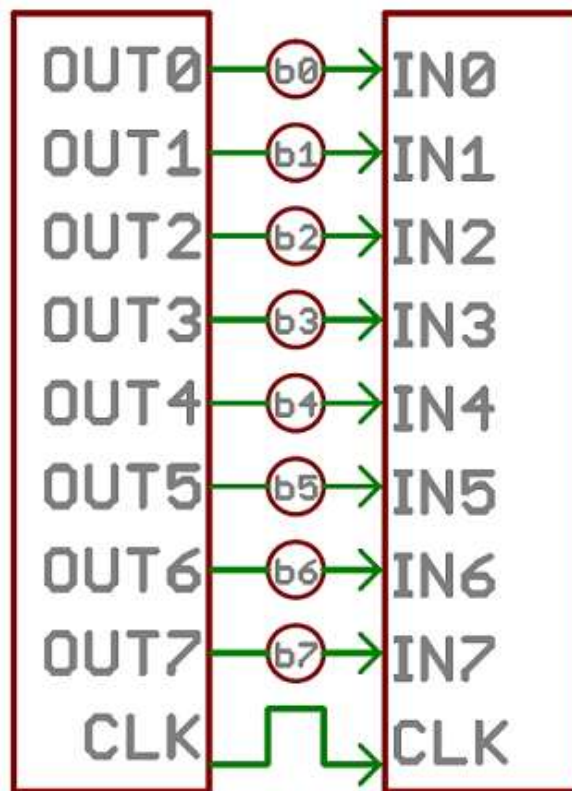 OUT0 b0 IN0
OUT1 b1 IN1
OUT2 b2 IN2
OUT3 b3 IN3
OUT4 b4 IN4
OUT5 b5 IN5
OUT6 b6 IN6
OUT7 b7 IN7
CLK CLK